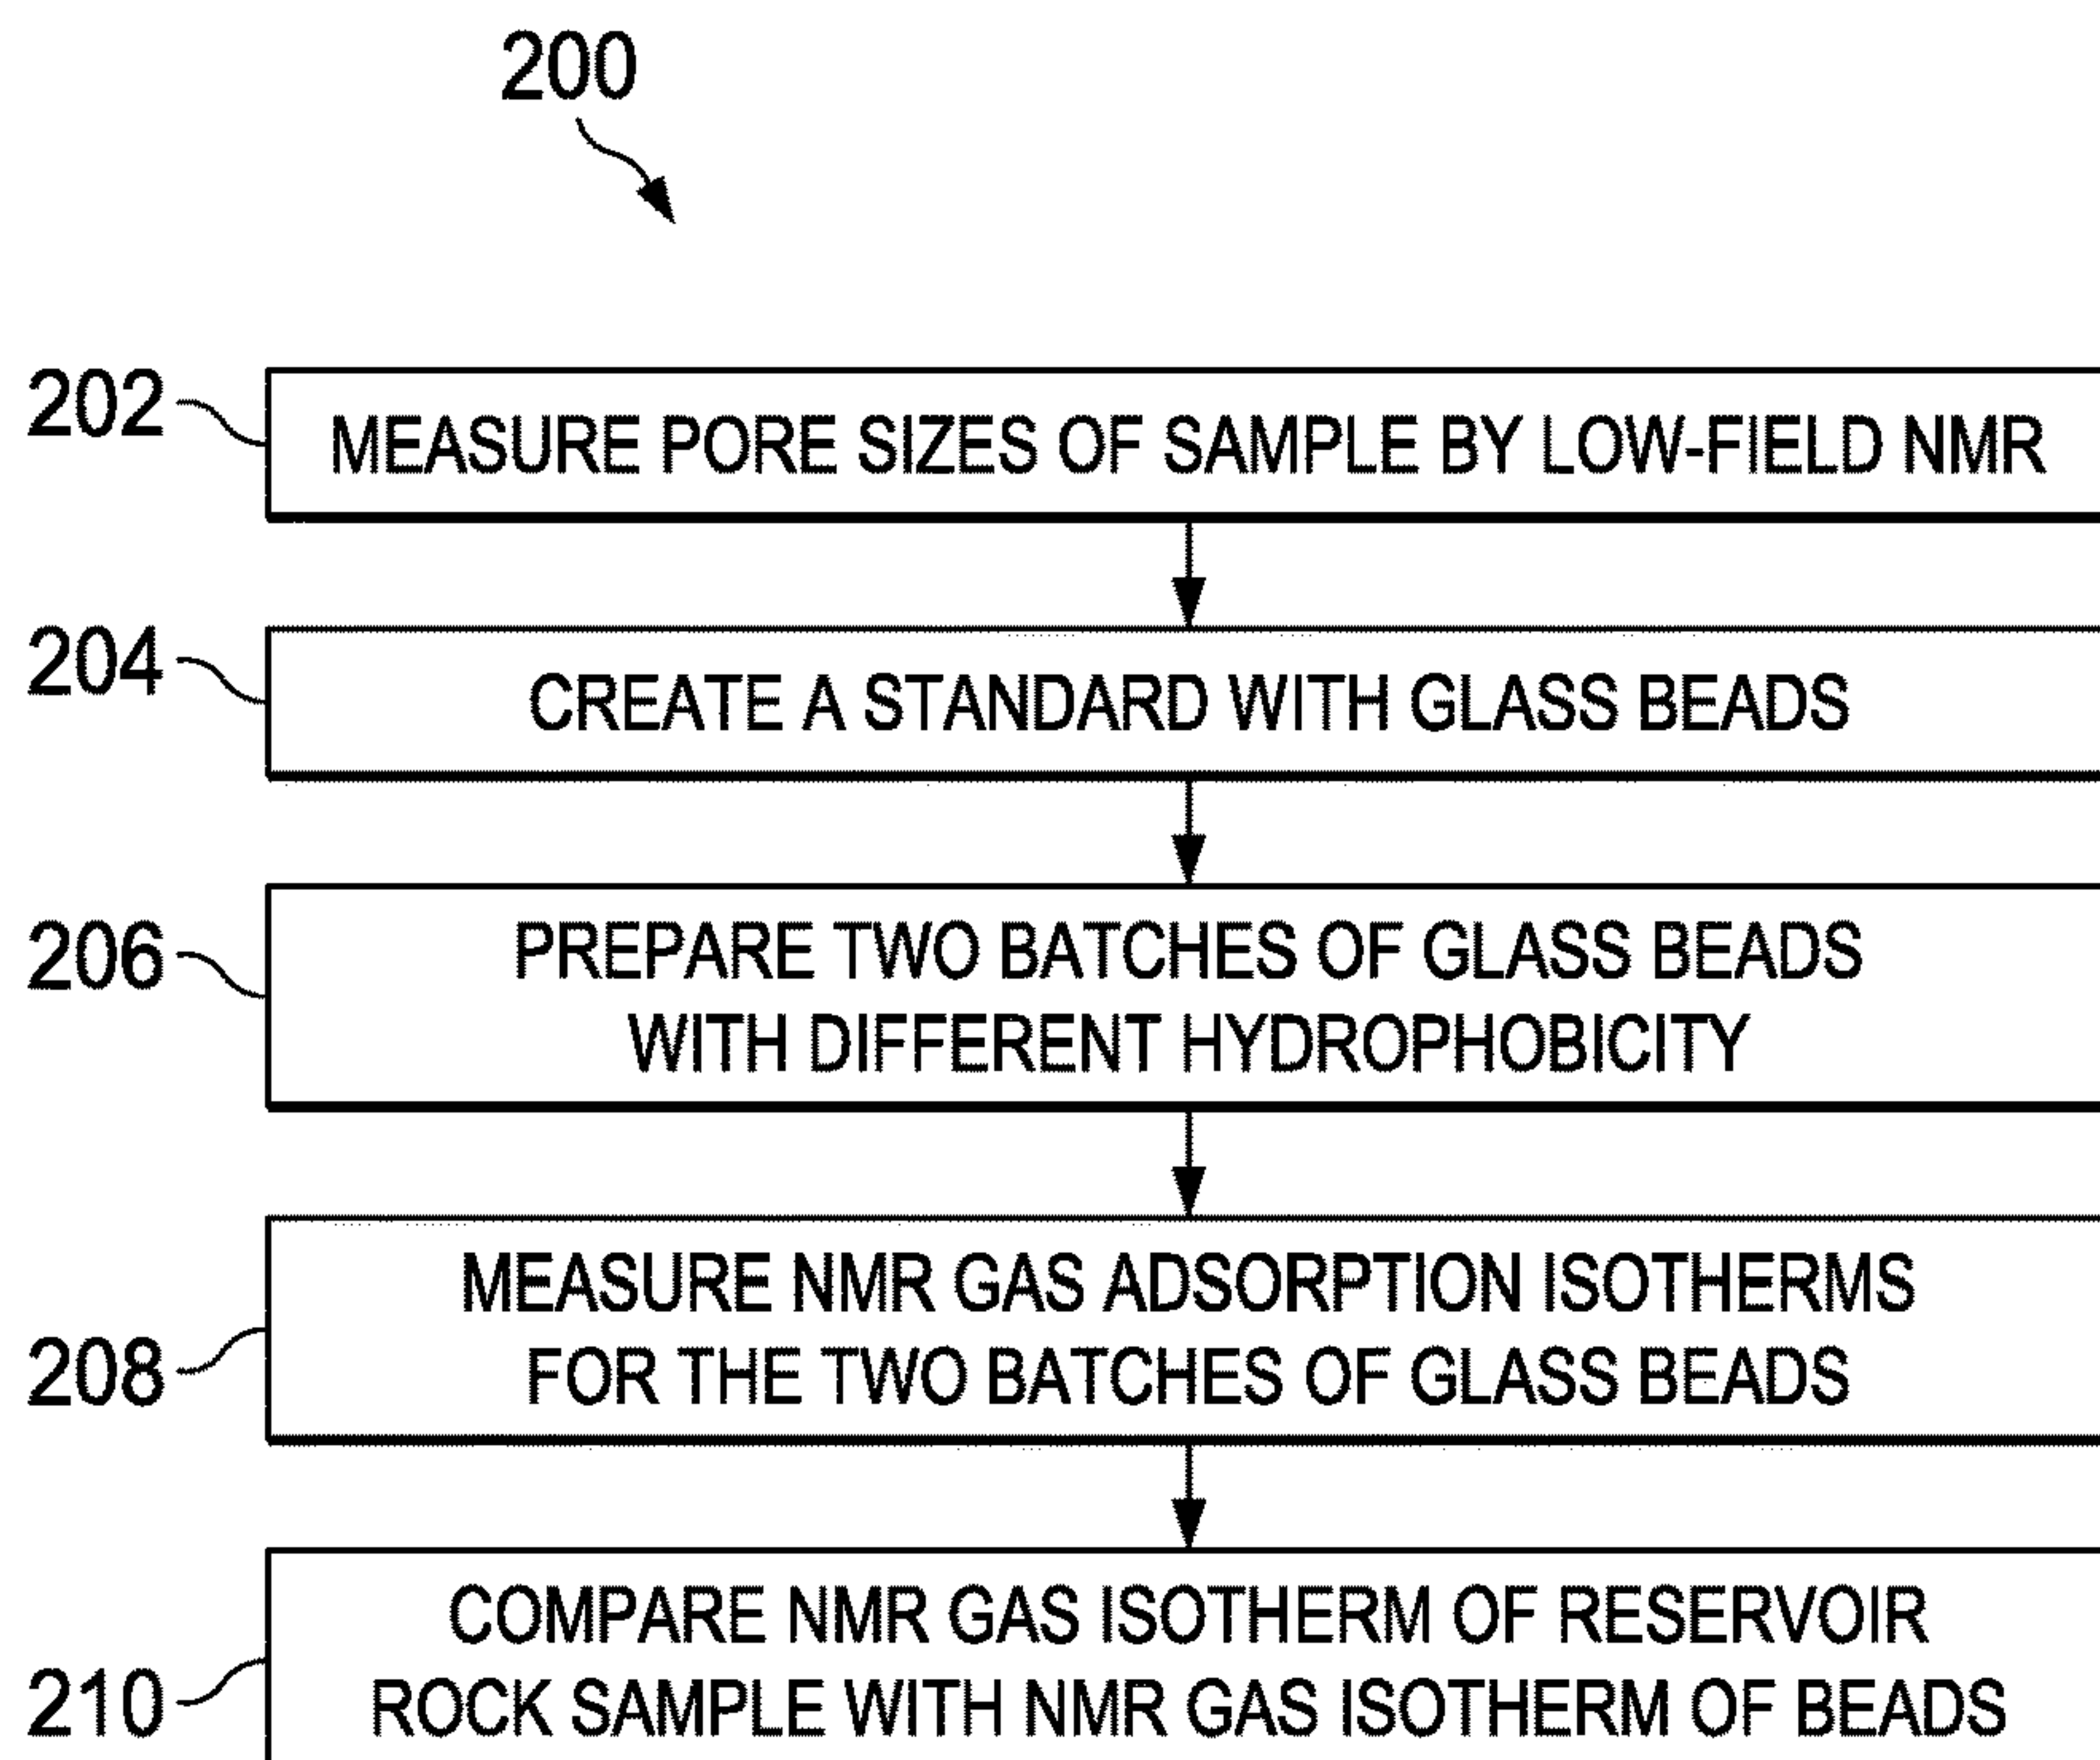 200
202
MEASURE PORE SIZES OF SAMPLE BY LOW-FIELD NMR
204
CREATE A STANDARD WITH GLASS BEADS
206
PREPARE TWO BATCHES OF GLASS BEADS
WITH DIFFERENT HYDROPHOBICITY
208
MEASURE NMR GAS ADSORPTION ISOTHERMS
FOR THE TWO BATCHES OF GLASS BEADS
210
COMPARE NMR GAS ISOTHERM OF RESERVOIR
ROCK SAMPLE WITH NMR GAS ISOTHERM OF BEADS